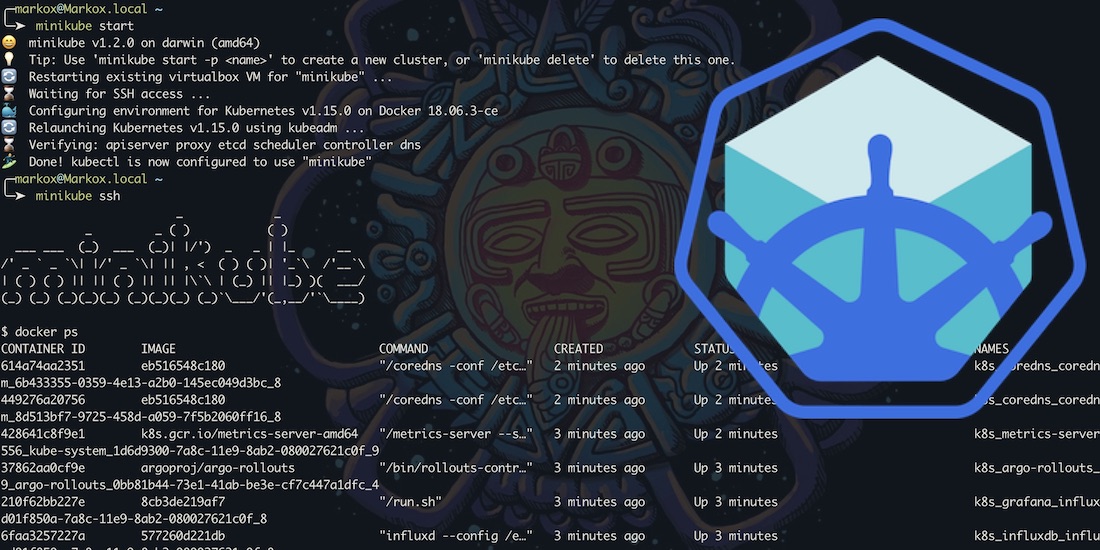 markox@Markox.local ~
minikube start
minikube v1.2.0 on darwin (amd64)
Tip: Use 'minikube start -p <name>' to create a new cluster, or 'minikube delete' to delete this one.
Restarting existing virtualbox VM for "minikube" ...
Waiting for SSH access ...
Configuring environment for Kubernetes v1.15.0 on Docker 18.06.3-ce
Relaunching Kubernetes v1.15.0 using kubeadm ...
Verifying: apiserver proxy etcd scheduler controller dns
Done! kubectl is now configured to use "minikube"
markox@Markox.local ~
minikube ssh
minikube
$ docker ps
CONTAINER ID IMAGE COMMAND CREATED STATUS NAMES
614a74aa2351 eb516548c180 "/coredns -conf /etc…" 2 minutes ago Up 2 minutes k8s_coredns_coredn
m_6b433355-0359-4e13-a2b0-145ec049d3bc_8
449276a20756 eb516548c180 "/coredns -conf /etc…" 2 minutes ago Up 2 minutes k8s_coredns_coredn
m_8d513bf7-9725-458d-a059-7f5b2060ff16_8
428641c8f9e1 k8s.gcr.io/metrics-server-amd64 "/metrics-server --s…" 3 minutes ago Up 2 minutes k8s_metrics-server
556_kube-system_1d6d9300-7a8c-11e9-8ab2-080027621c0f_9
37862aa0cf9e argoproj/argo-rollouts "/bin/rollouts-contr…" 3 minutes ago Up 3 minutes k8s_argo-rollouts_
9_argo-rollouts_0bb81b44-73e1-41ab-be3e-cf7c447a1dfc_4
210f62bb227e 8cb3de219af7 "/run.sh" 3 minutes ago Up 3 minutes k8s_grafana_influx
d01f850a-7a8c-11e9-8ab2-080027621c0f_8
6faa3257227a 577260d221db "influxd --config /e…" 3 minutes ago Up 3 minutes k8s_influxdb_influ